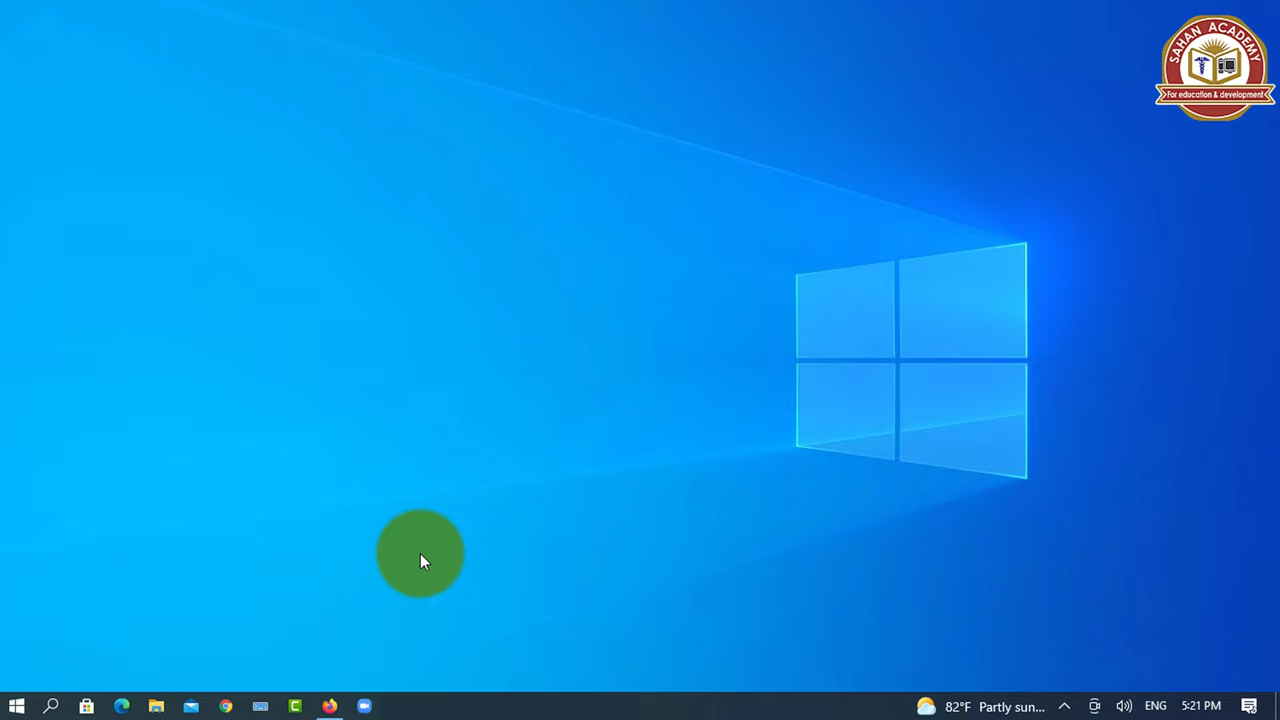 SAHAN ACADEMY
For education & development
82°F Partly sun...
ENG
5:21 PM